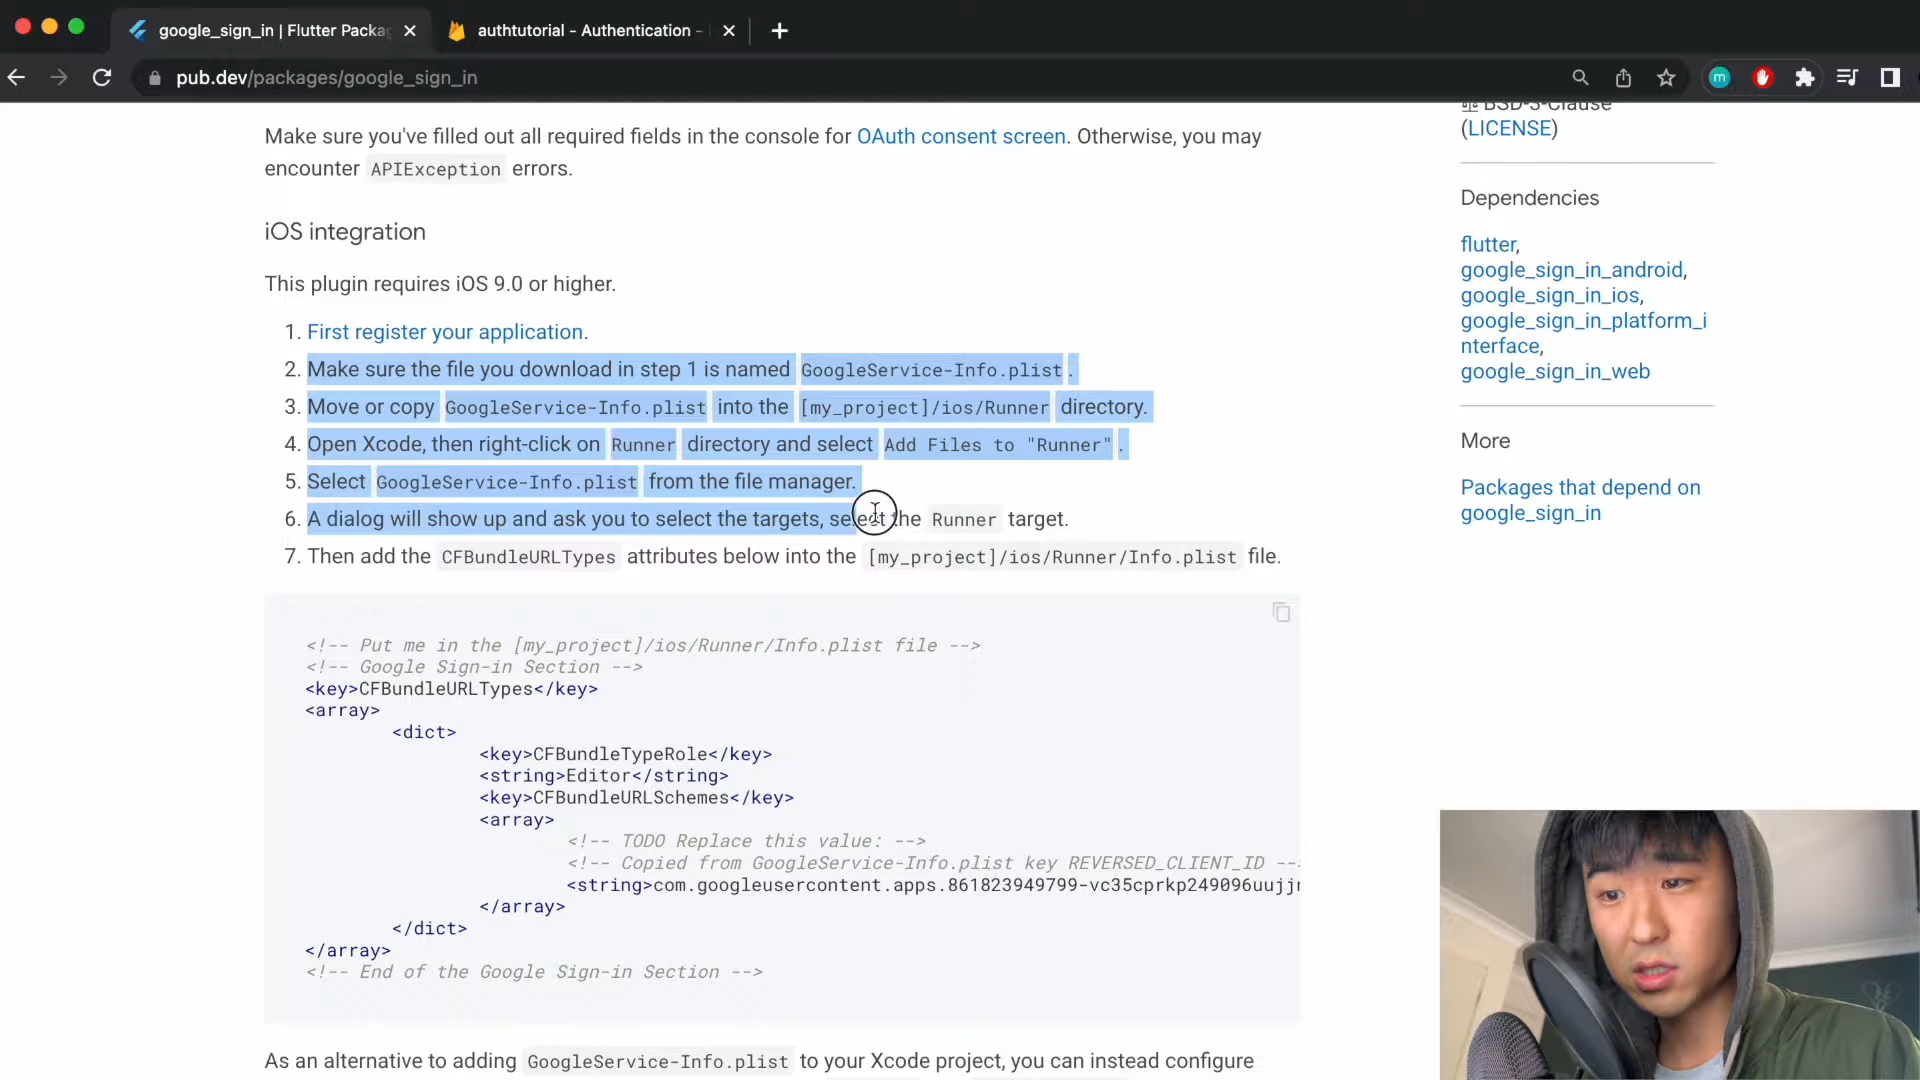 google_sign_in | Flutter Packa
authtutorial - Authentication -
pub.dev/packages/google_sign_in
m
Make sure you've filled out all required fields in the console for OAuth consent screen. Otherwise, you may
encounter APIException errors.
iOS integration
This plugin requires iOS 9.0 or higher.
1. First register your application.
2. Make sure the file you download in step 1 is named GoogleService-Info.plist .
3. Move or copy GoogleService-Info.plist into the [my_project]/ios/Runner directory.
4. Open Xcode, then right-click on Runner directory and select Add Files to "Runner" .
5. Select GoogleService-Info.plist from the file manager.
6. A dialog will show up and ask you to select the targets, select the Runner target.
7. Then add the CFBundleURLTypes attributes below into the [my_project]/ios/Runner/Info.plist file.
<!-- Put me in the [my_project]/ios/Runner/Info.plist file -->
<!-- Google Sign-in Section -->
<key>CFBundleURLTypes</key>
<array>
<dict>
<key>CFBundleTypeRole</key>
<string>Editor</string>
<key>CFBundleURLSchemes</key>
<array>
<!-- TODO Replace this value: -->
<!-- Copied from GoogleService-Info.plist key REVERSED_CLIENT_ID --
<string>com.googleusercontent.apps.861823949799-vc35cprkp249096uujj
</array>
</dict>
</array>
<!-- End of the Google Sign-in Section -->
As an alternative to adding GoogleService-Info.plist to your Xcode project, you can instead configure
BSD-3-Clause
(LICENSE)
Dependencies
flutter,
google_sign_in_android,
google_sign_in_ios,
google_sign_in_platform_i
nterface,
google_sign_in_web
More
Packages that depend on
google_sign_in